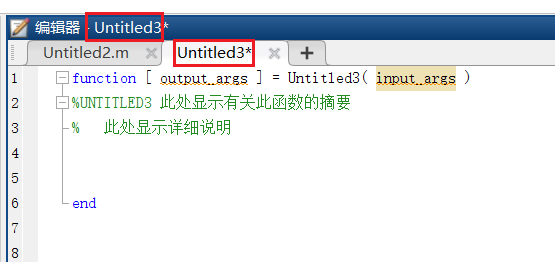 编辑器 - Untitled3*
Untitled2.m × Untitled3* × +
1 function [ output_args ] = Untitled3( input_args )
2 %UNTITLED3 此处显示有关此函数的摘要
3 %   此处显示详细说明
4
5
6 end
7
8